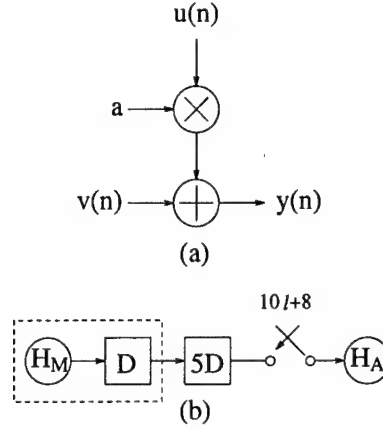 u(n)
a
v(n) y(n)
(a)
10l+8
H_M D 5D H_A
(b)